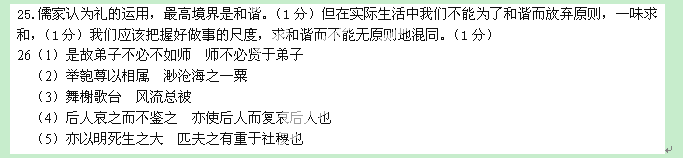 25.儒家认为礼的运用，最高境界是和谐。（1 分）但在实际生活中我们不能为了和谐而放弃原则，一味求
和，（1 分）我们应该把握好做事的尺度，求和谐而不能无原则地混同。（1 分）
26（1）是故弟子不必不如师　师不必贤于弟子
（2）举匏尊以相属　渺沧海之一粟
（3）舞榭歌台　风流总被
（4）后人哀之而不鉴之　亦使后人而复哀后人也
（5）亦以明死生之大　匹夫之有重于社稷也